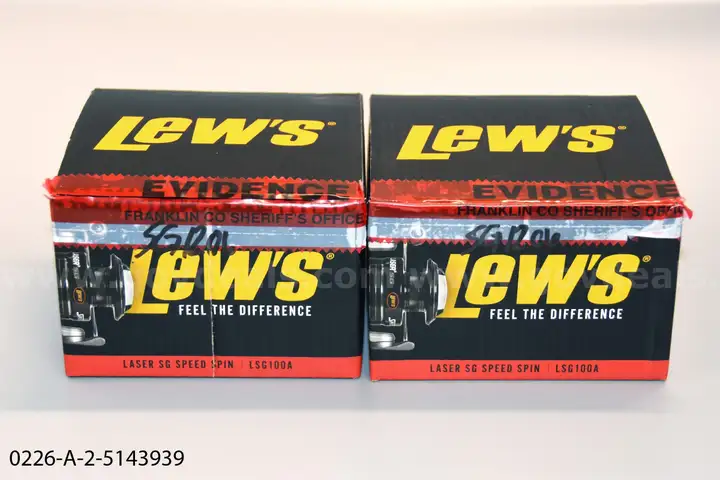 Lew's®
EVIDENCE
FRANKLIN CO SHERIFF'S OFFICE
Lew's®
FEEL THE DIFFERENCE
LASER SG SPEED SPIN | LSG100A
Lew's®
EVIDENCE
FRANKLIN CO SHERIFF'S OFFICE
Lew's®
FEEL THE DIFFERENCE
LASER SG SPEED SPIN | LSG100A
0226-A-2-5143939